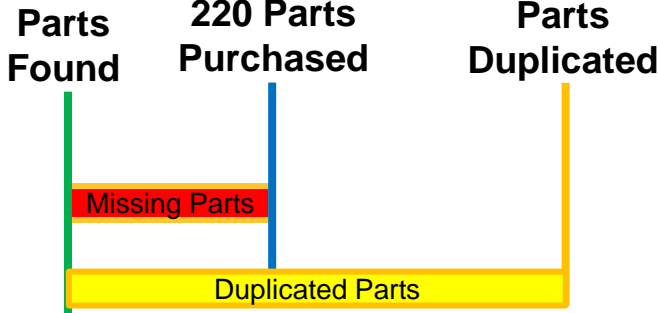 Parts
Found
220 Parts
Purchased
Parts
Duplicated
Missing Parts
Duplicated Parts